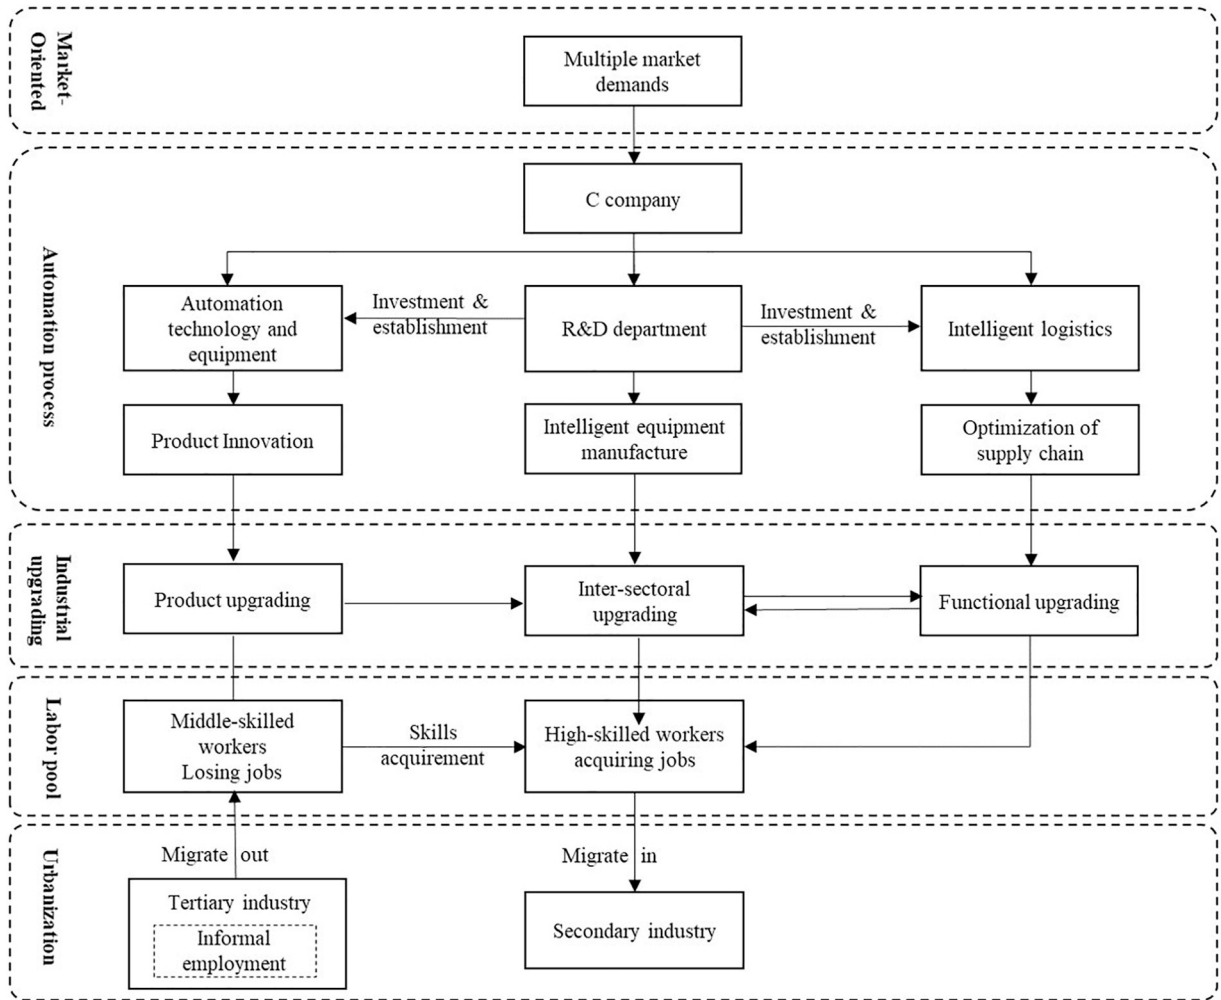 Market-
Oriented
Multiple market
demands
Automation process
C company
Automation
technology and
equipment
Investment &
establishment
R&D department
Investment &
establishment
Intelligent logistics
Product Innovation
Intelligent equipment
manufacture
Optimization of
supply chain
Industrial
upgrading
Product upgrading
Inter-sectoral
upgrading
Functional upgrading
Labor pool
Middle-skilled
workers
Losing jobs
Skills
acquirement
High-skilled workers
acquiring jobs
Urbanization
Migrate out
Tertiary industry
Informal
employment
Migrate in
Secondary industry